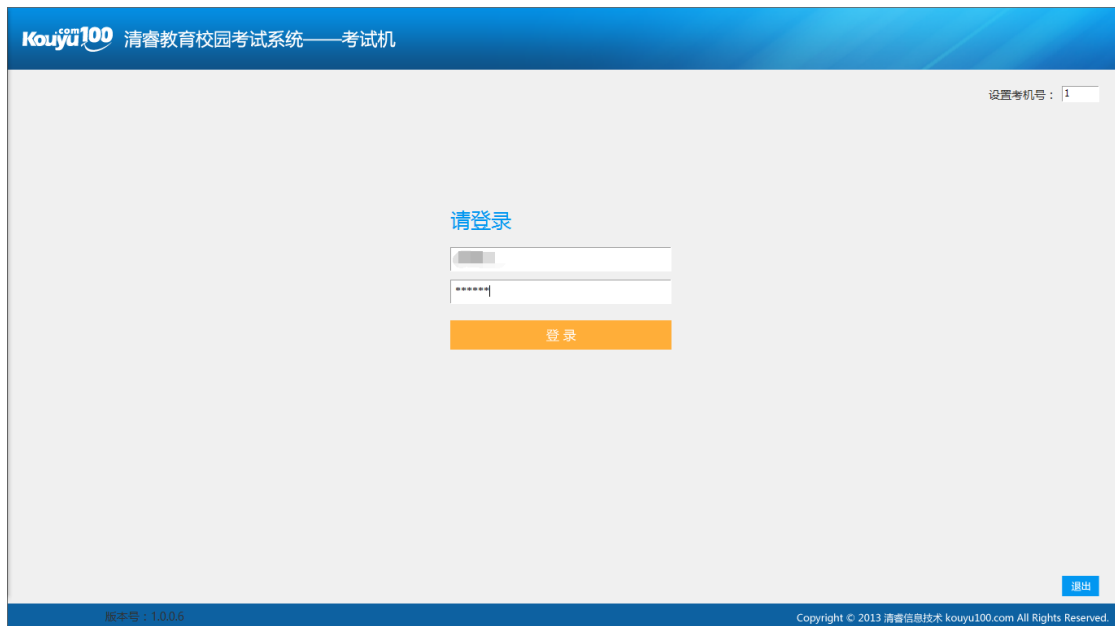 Kouyu100.com 清睿教育校园考试系统——考试机
设置考机号： 1
请登录
******
登 录
退出
版本号：1.0.0.6
Copyright © 2013 清睿信息技术 kouyu100.com All Rights Reserved.